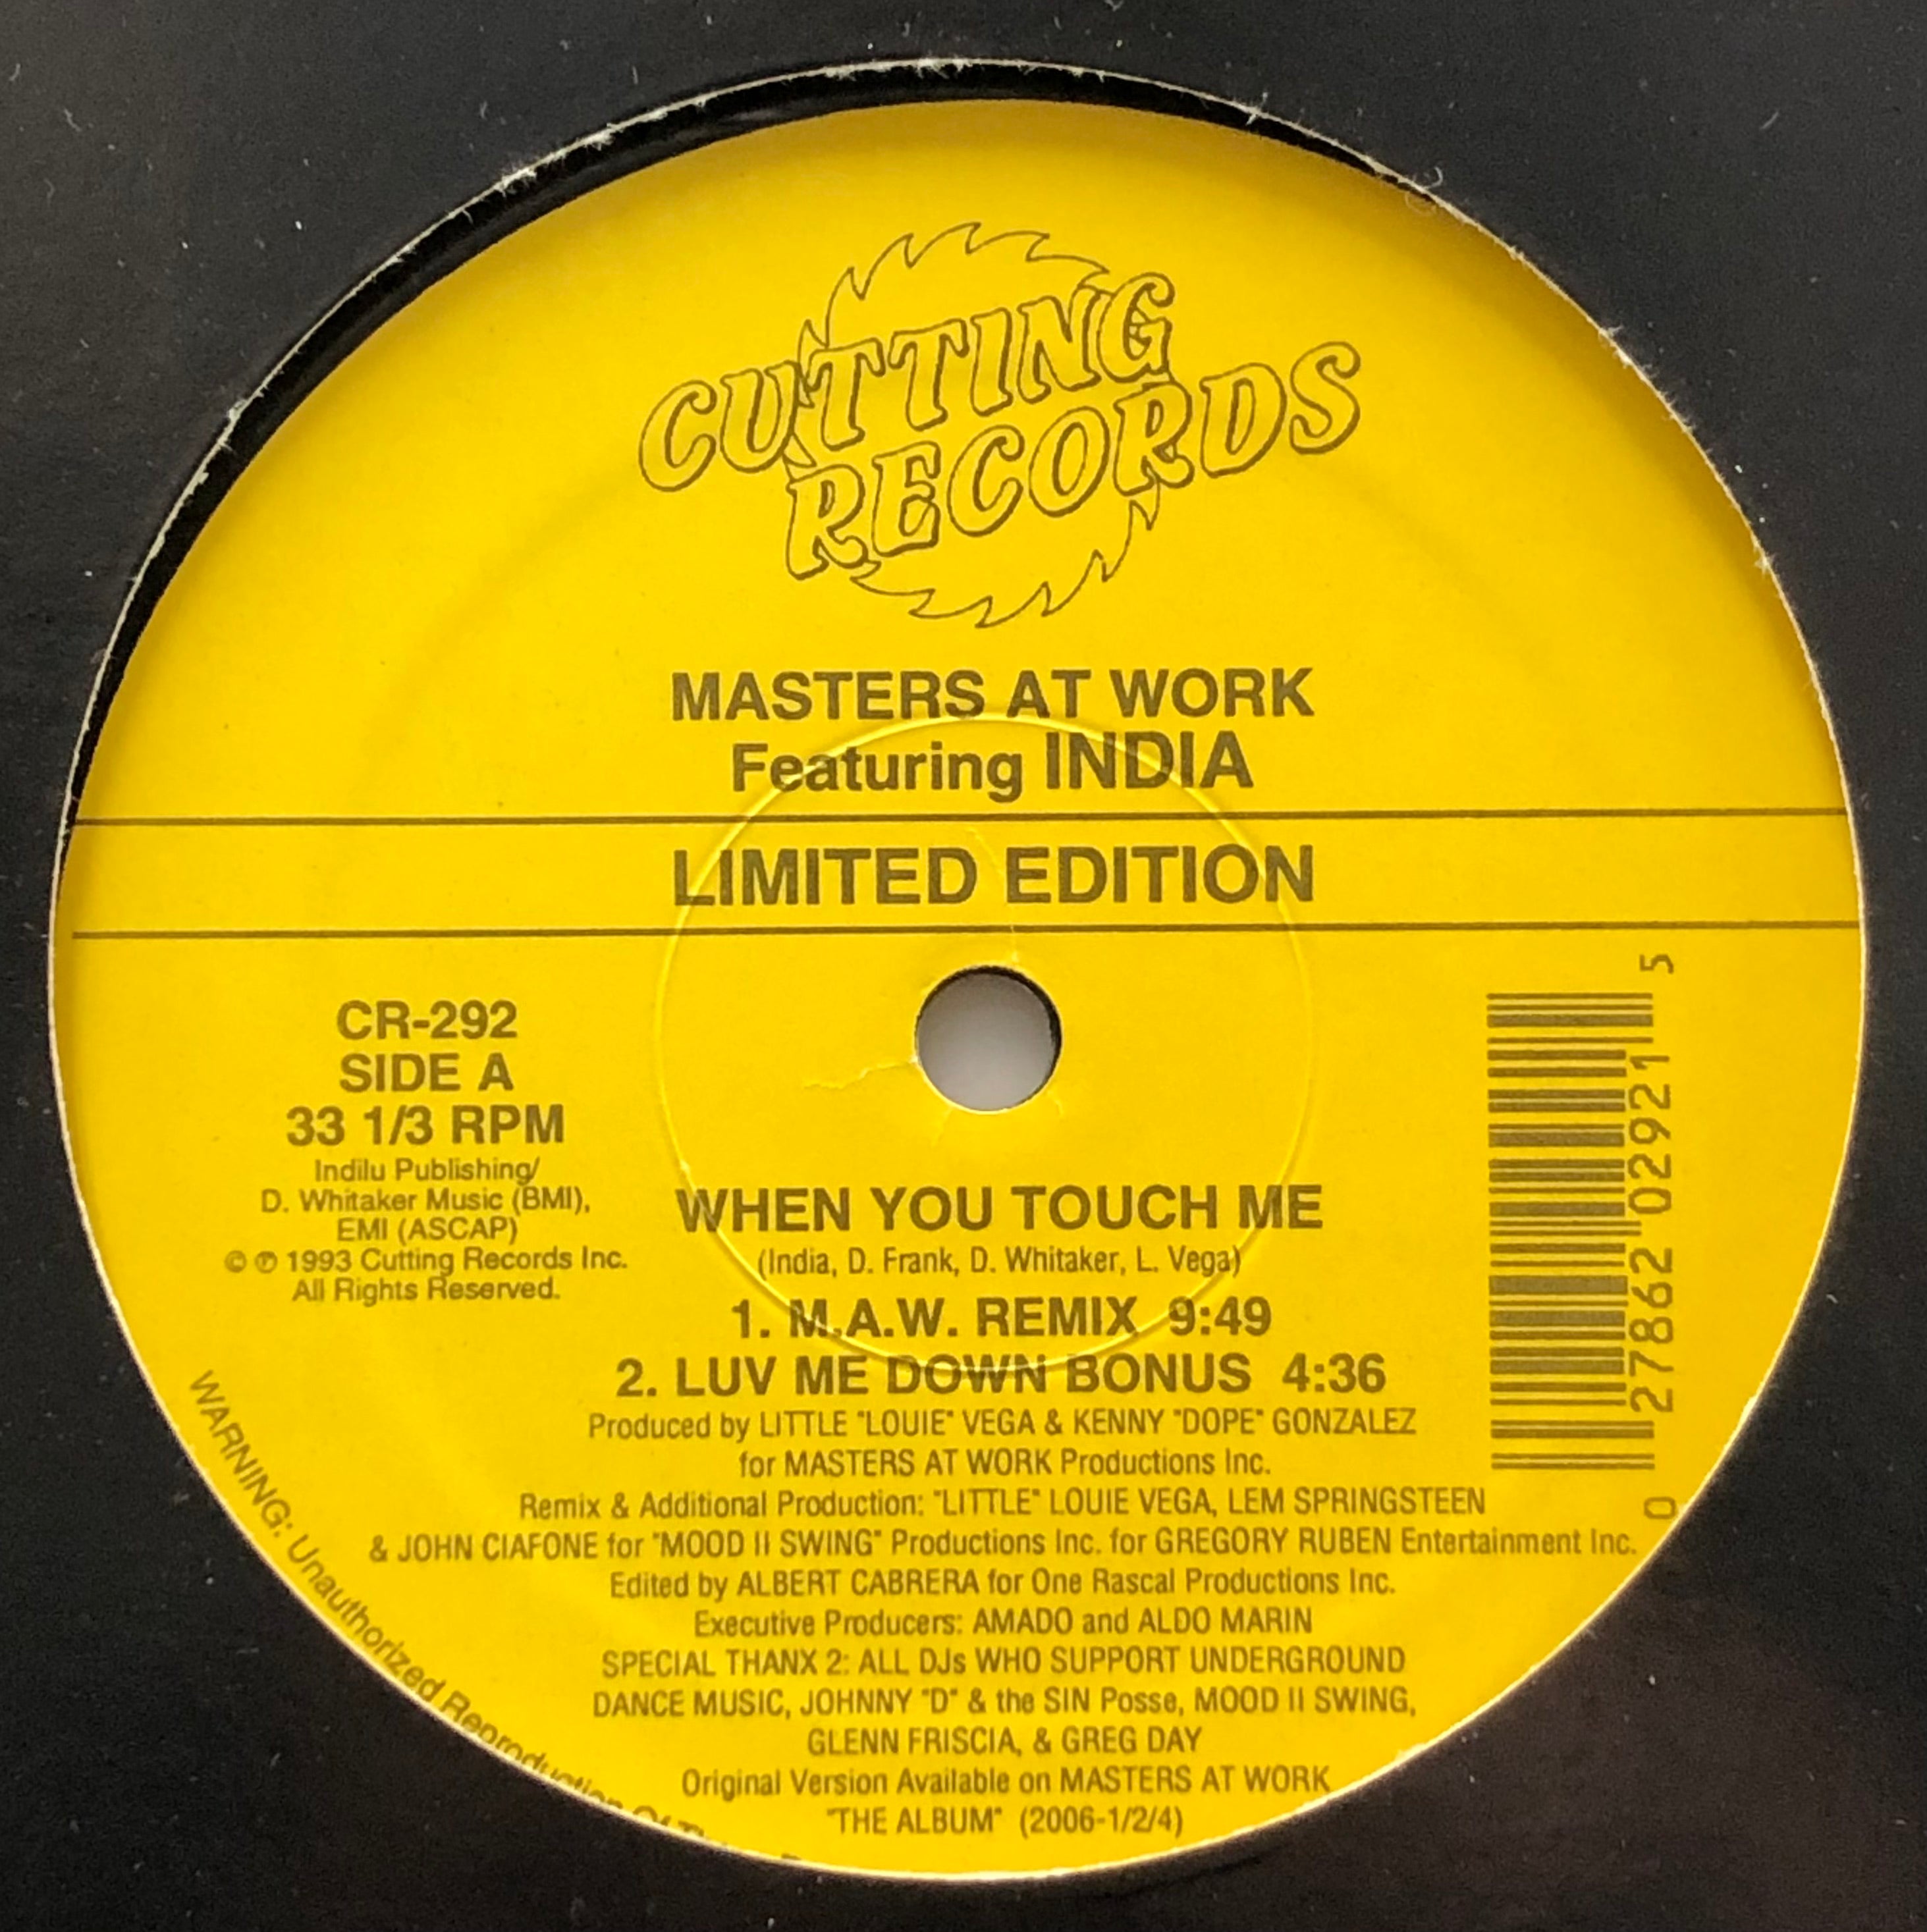 CUTTING
RECORDS
MASTERS AT WORK
Featuring INDIA
LIMITED EDITION
CR-292
SIDE A
33 1/3 RPM
Indilu Publishing/
D. Whitaker Music (BMI),
EMI (ASCAP)
© ℗ 1993 Cutting Records Inc.
All Rights Reserved.
WHEN YOU TOUCH ME
(India, D. Frank, D. Whitaker, L. Vega)
1. M.A.W. REMIX 9:49
2. LUV ME DOWN BONUS 4:36
Produced by LITTLE "LOUIE" VEGA & KENNY "DOPE" GONZALEZ
for MASTERS AT WORK Productions Inc.
Remix & Additional Production: "LITTLE" LOUIE VEGA, LEM SPRINGSTEEN
& JOHN CIAFONE for "MOOD II SWING" Productions Inc. for GREGORY RUBEN Entertainment Inc.
Edited by ALBERT CABRERA for One Rascal Productions Inc.
Executive Producers: AMADO and ALDO MARIN
SPECIAL THANX 2: ALL DJs WHO SUPPORT UNDERGROUND
DANCE MUSIC, JOHNNY "D" & the SIN Posse, MOOD II SWING,
GLENN FRISCIA, & GREG DAY
Original Version Available on MASTERS AT WORK
"THE ALBUM" (2006-1/2/4)
0 27862 02921 5
WARNING: Unauthorized Reproduction Of